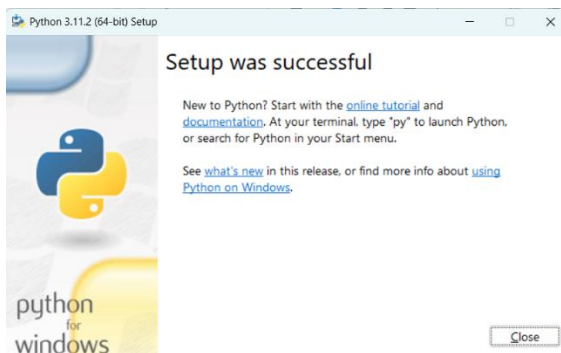 Python 3.11.2 (64-bit) Setup
Setup was successful
New to Python? Start with the online tutorial and
documentation. At your terminal, type "py" to launch Python,
or search for Python in your Start menu.
See what's new in this release, or find more info about using
Python on Windows.
python
for
windows
Close